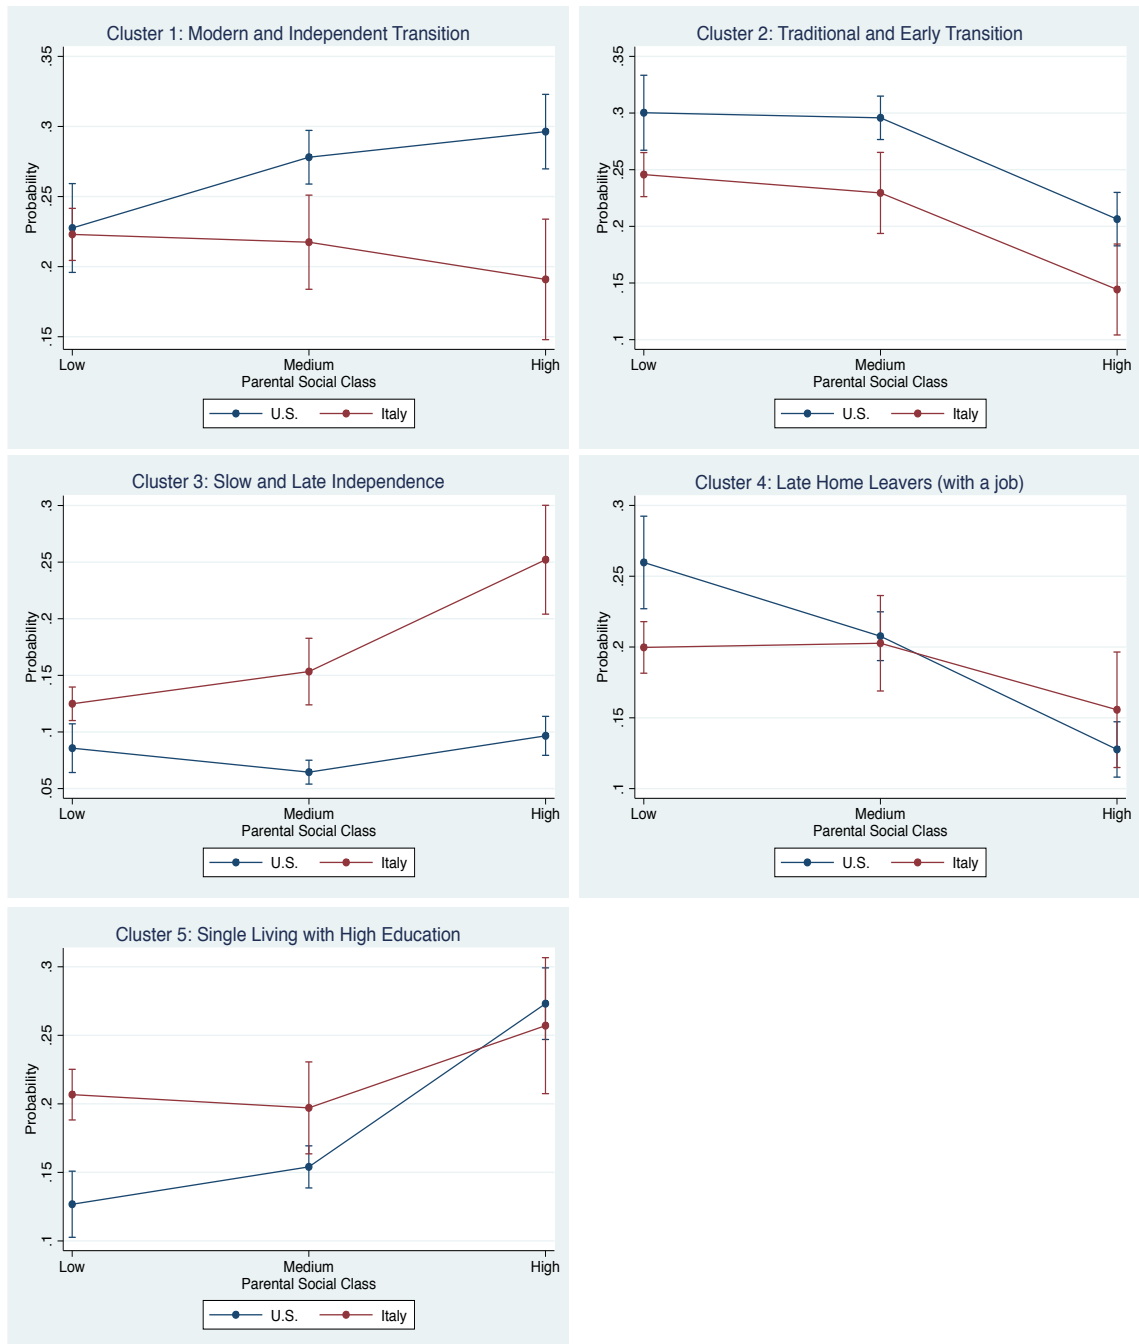 Cluster 1: Modern and Independent Transition
Probability
.35
.3
.25
.2
.15
Low Medium High
Parental Social Class
U.S. Italy
Cluster 2: Traditional and Early Transition
Probability
.35
.3
.25
.2
.15
.1
Low Medium High
Parental Social Class
U.S. Italy
Cluster 3: Slow and Late Independence
Probability
.3
.25
.2
.15
.1
.05
Low Medium High
Parental Social Class
U.S. Italy
Cluster 4: Late Home Leavers (with a job)
Probability
.3
.25
.2
.15
.1
Low Medium High
Parental Social Class
U.S. Italy
Cluster 5: Single Living with High Education
Probability
.3
.25
.2
.15
.1
Low Medium High
Parental Social Class
U.S. Italy